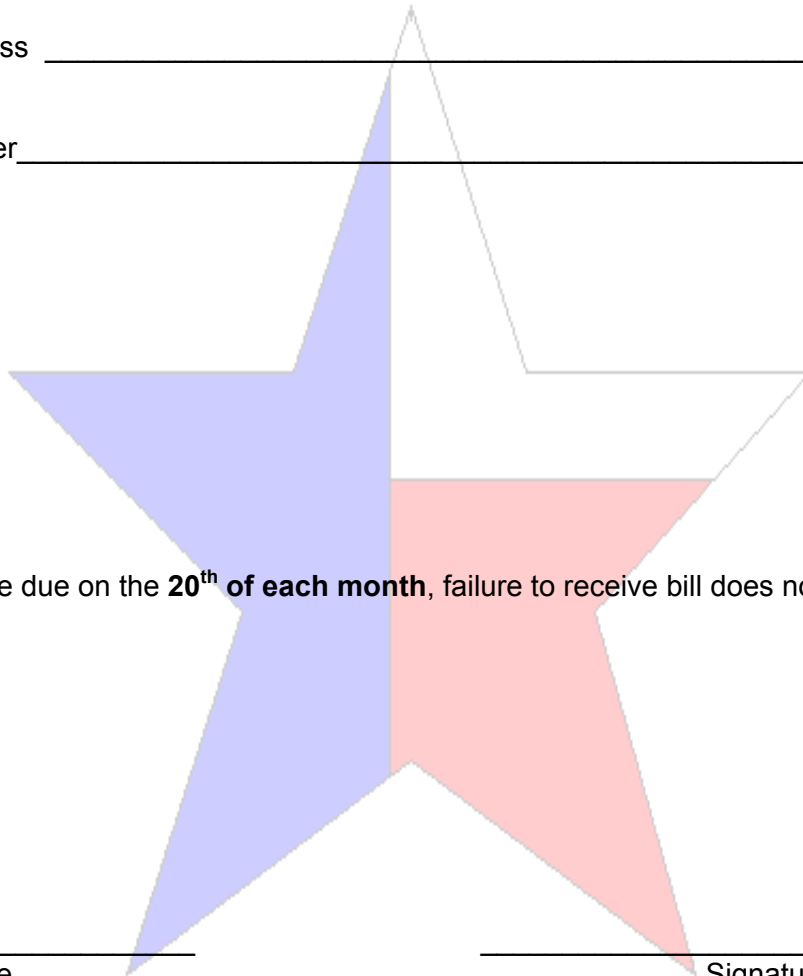 ss
er
e due on the 20th of each month, failure to receive bill does no
e Signatu